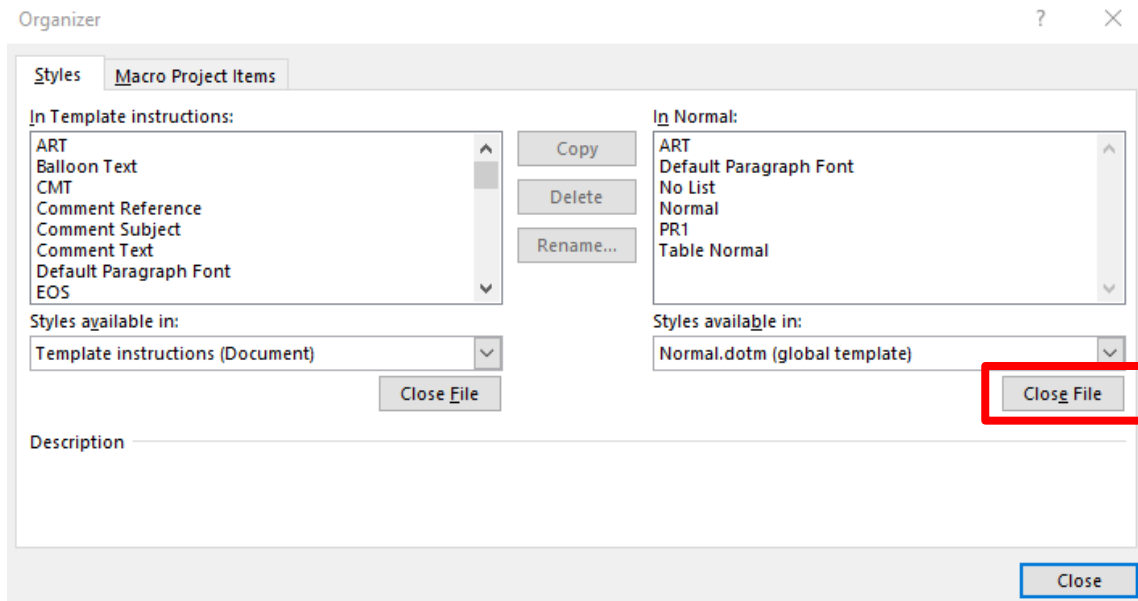 Organizer
Styles
Macro Project Items
In Template instructions:
ART
Balloon Text
CMT
Comment Reference
Comment Subject
Comment Text
Default Paragraph Font
EOS
Copy
Delete
Rename...
In Normal:
ART
Default Paragraph Font
No List
Normal
PR1
Table Normal
Styles available in:
Template instructions (Document)
Close File
Styles available in:
Normal.dotm (global template)
Close File
Description
Close